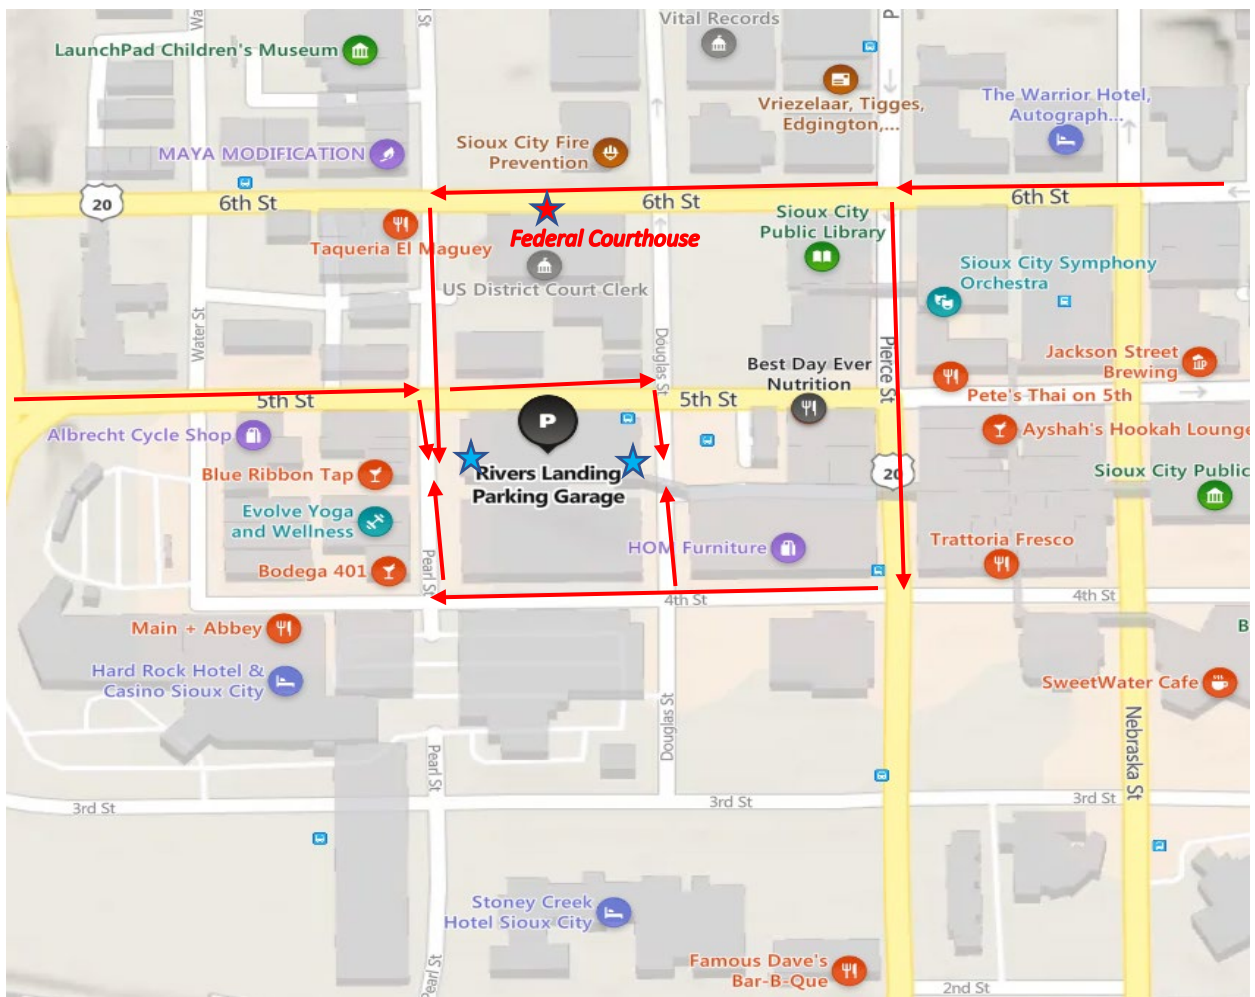 Wa
l St
Vital Records
P
LaunchPad Children's Museum
Vriezelaar, Tigges,
Edgington,...
The Warrior Hotel,
Autograph...
Sioux City Fire
Prevention
MAYA MODIFICATION
20
6th St
6th St
6th St
Sioux City
Public Library
Taqueria El Maguey
Federal Courthouse
US District Court Clerk
Sioux City Symphony
Orchestra
Water St
Douglas St
Pierce St
Best Day Ever
Nutrition
Jackson Street
Brewing
Pete's Thai on 5th
5th St
5th St
P
Albrecht Cycle Shop
Ayshah's Hookah Lounge
Blue Ribbon Tap
Rivers Landing
Parking Garage
20
Sioux City Public
Evolve Yoga
and Wellness
HOM Furniture
Trattoria Fresco
Bodega 401
Pearl St
4th St
4th St
Main + Abbey
B
Hard Rock Hotel &
Casino Sioux City
SweetWater Cafe
Douglas St
Nebraska St
Pearl St
3rd St
3rd St
3rd St
Stoney Creek
Hotel Sioux City
Pearl St
Famous Dave's
Bar-B-Que
2nd St